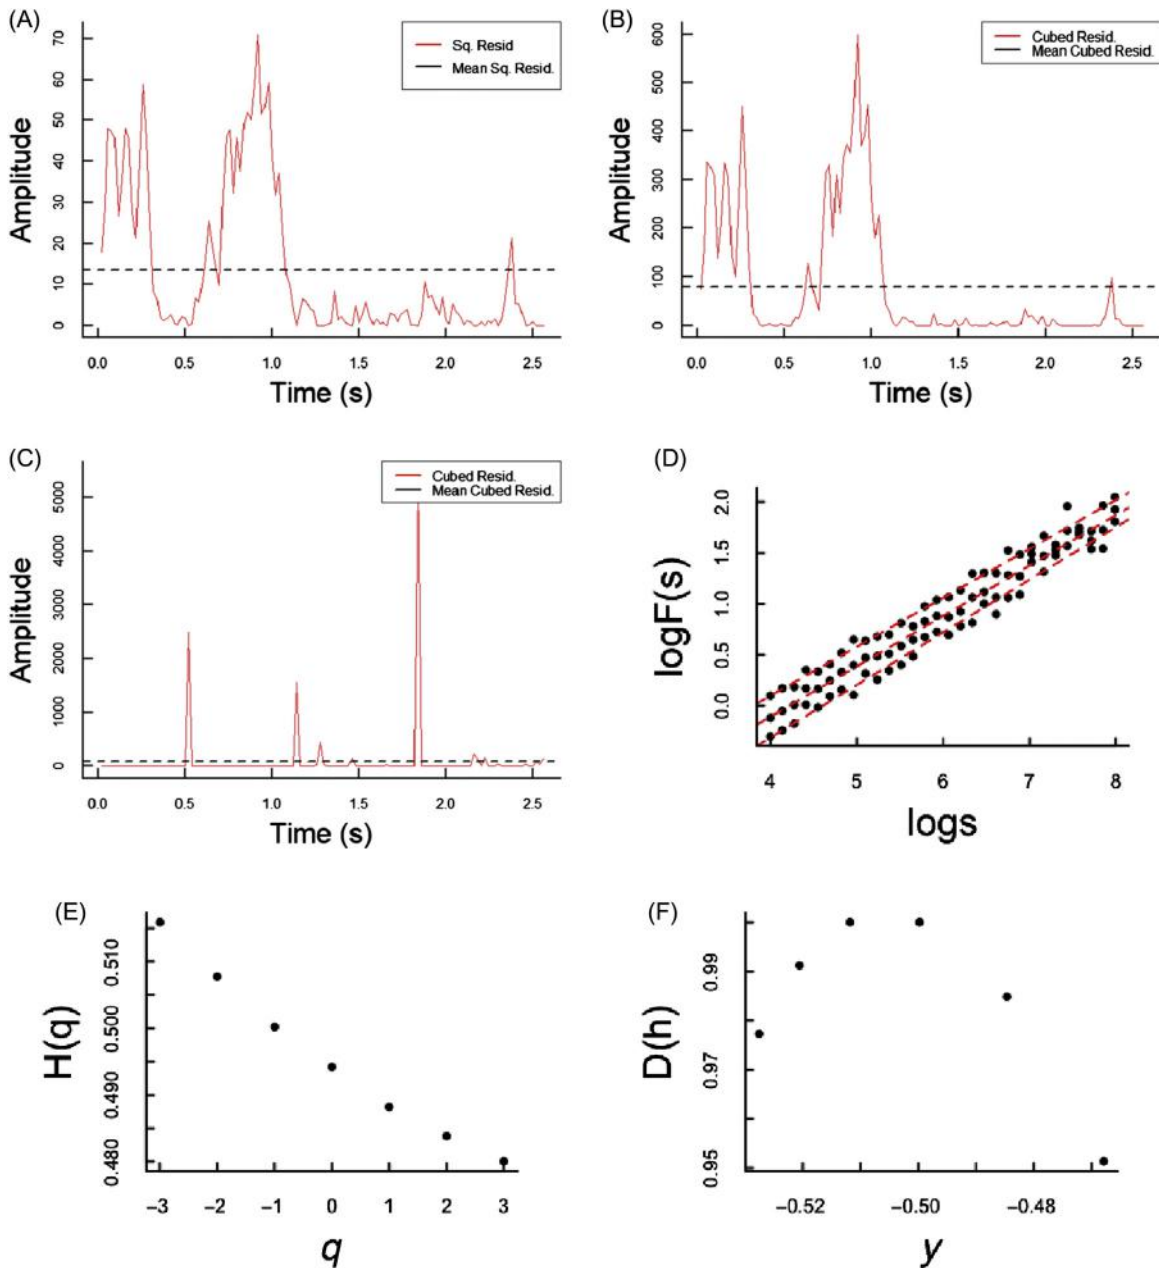 (A)
Amplitude
70
60
50
40
30
20
10
0
Sq. Resid
Mean Sq. Resid.
0.0 0.5 1.0 1.5 2.0 2.5
Time (s)
(B)
Amplitude
600
500
400
300
200
100
0
Cubed Resid.
Mean Cubed Resid.
0.0 0.5 1.0 1.5 2.0 2.5
Time (s)
(C)
Amplitude
5000
3000
2000
1000
0
Cubed Resid.
Mean Cubed Resid.
0.0 0.5 1.0 1.5 2.0 2.5
Time (s)
(D)
logF(s)
2.0
1.5
1.0
0.5
0.0
4 5 6 7 8
logs
(E)
H(q)
0.510
0.500
0.490
0.480
−3 −2 −1 0 1 2 3
q
(F)
D(h)
0.99
0.97
0.95
−0.52 −0.50 −0.48
y